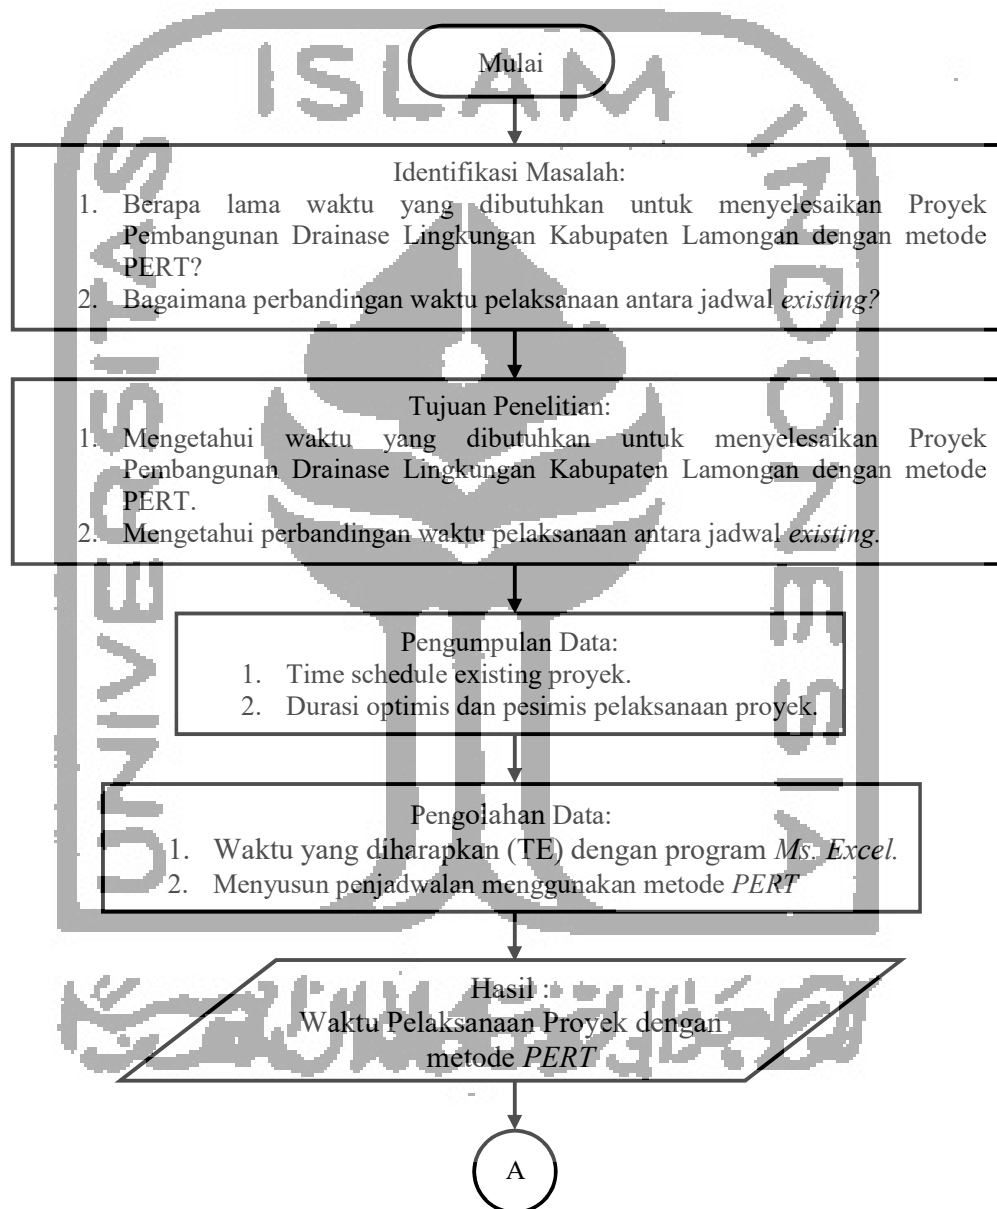 Mulai
Identifikasi Masalah:
1. Berapa lama waktu yang dibutuhkan untuk menyelesaikan Proyek
Pembangunan Drainase Lingkungan Kabupaten Lamongan dengan metode
PERT?
2. Bagaimana perbandingan waktu pelaksanaan antara jadwal existing?
Tujuan Penelitian:
1. Mengetahui waktu yang dibutuhkan untuk menyelesaikan Proyek
Pembangunan Drainase Lingkungan Kabupaten Lamongan dengan metode
PERT.
2. Mengetahui perbandingan waktu pelaksanaan antara jadwal existing.
Pengumpulan Data:
1. Time schedule existing proyek.
2. Durasi optimis dan pesimis pelaksanaan proyek.
Pengolahan Data:
1. Waktu yang diharapkan (TE) dengan program Ms. Excel.
2. Menyusun penjadwalan menggunakan metode PERT
Hasil :
Waktu Pelaksanaan Proyek dengan
metode PERT
A
UNIVERSITAS
ISLAM
INDONESIA